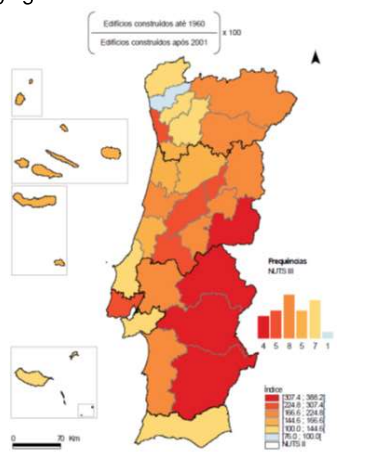 Edifícios construídos até 1960
Edifícios construídos após 2001
x 100
Frequências
NUTS III
4 5 8 5 7 1
Índice
[307.4 ; 368.2]
[224.8 ; 307.4[
[166.6 ; 224.8[
[144.6 ; 166.6[
[100.0 ; 144.6[
[76.0 ; 100.0[
NUTS II
0 70 Km